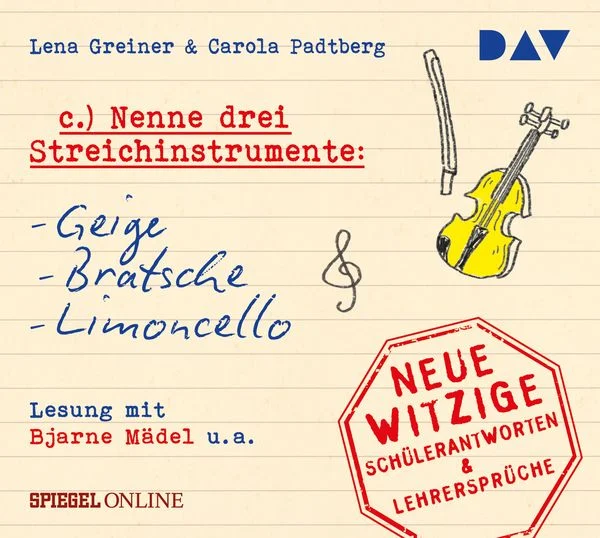 Lena Greiner & Carola Padtberg
DAV
c.) Nenne drei
Streichinstrumente:
- Geige
- Bratsche
- Limoncello
NEUE
WITZIGE
SCHÜLERANTWORTEN
&
LEHRERSPRÜCHE
Lesung mit
Bjarne Mädel u.a.
SPIEGEL ONLINE